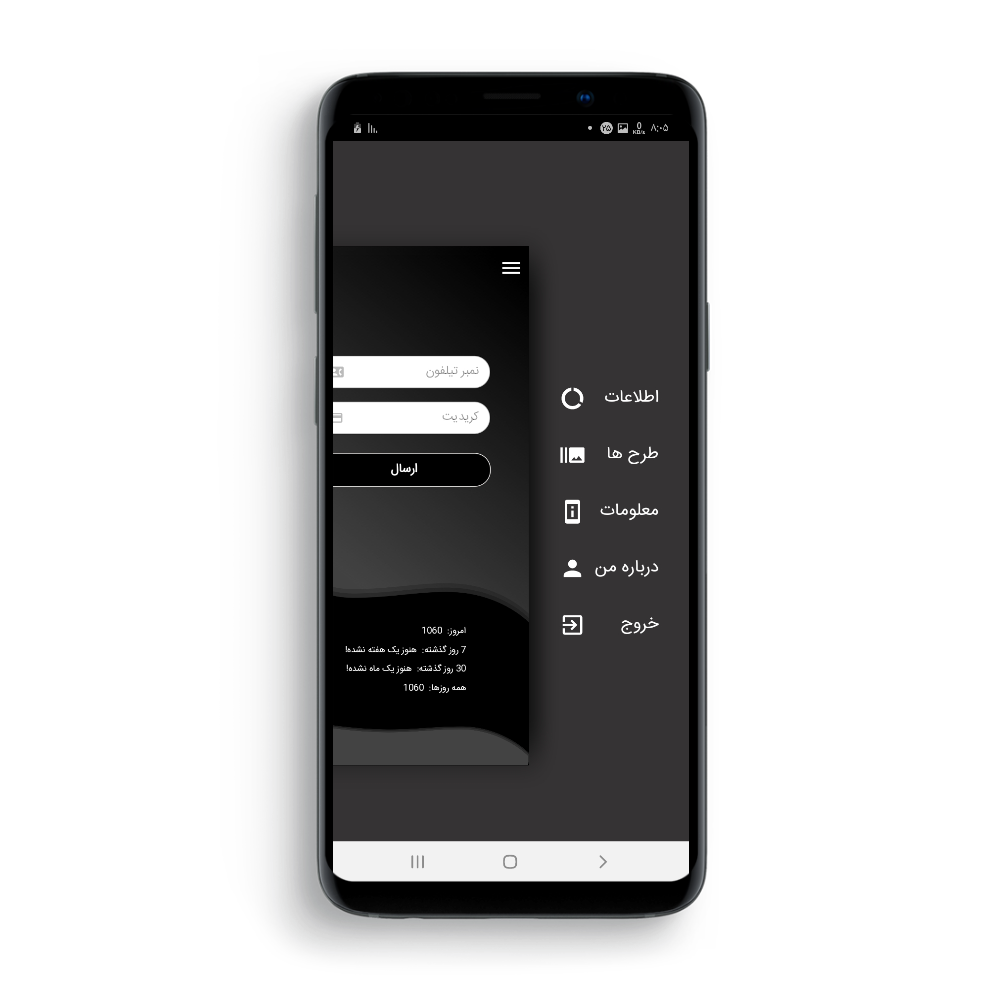 ۸:۰۵
0
KB/s
۲۵
نمبر تیلفون
کریدیت
ارسال
امروز: 1060
7 روز گذشته: هنوز یک هفته نشده!
30 روز گذشته: هنوز یک ماه نشده!
همه روزها: 1060
اطلاعات
طرح ها
معلومات
درباره من
خروج